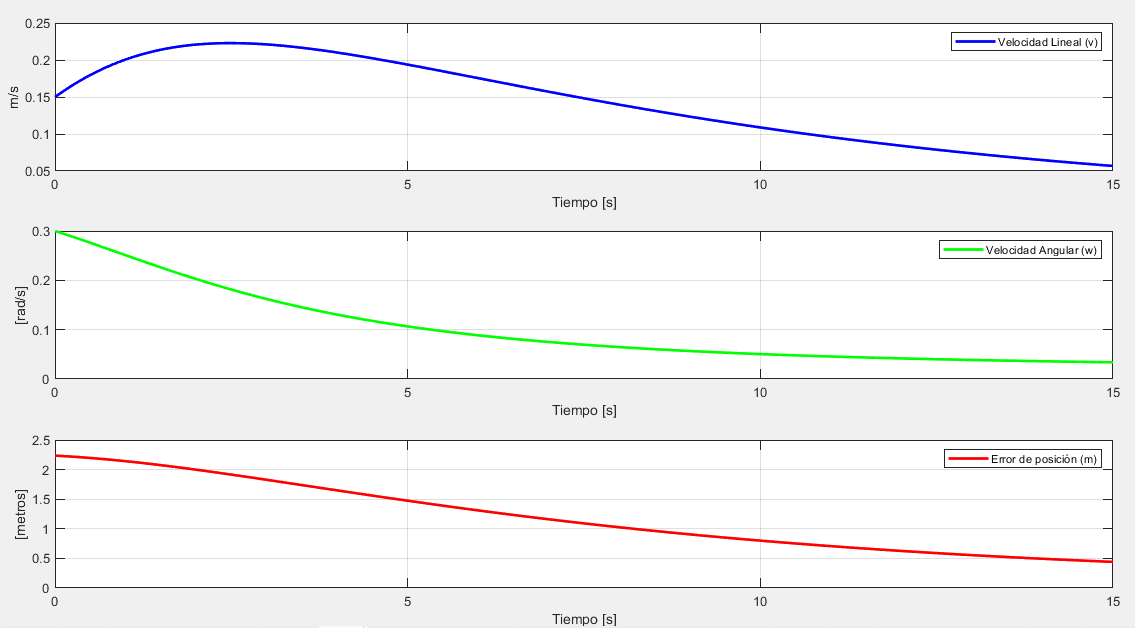 0.25
0.2
0.15
0.1
0.05
m/s
Velocidad Lineal (v)
0 5 10 15
Tiempo [s]
0.3
0.2
0.1
0
[rad/s]
Velocidad Angular (w)
0 5 10 15
Tiempo [s]
2.5
2
1.5
1
0.5
0
[metros]
Error de posición (m)
0 5 10 15
Tiempo [s]